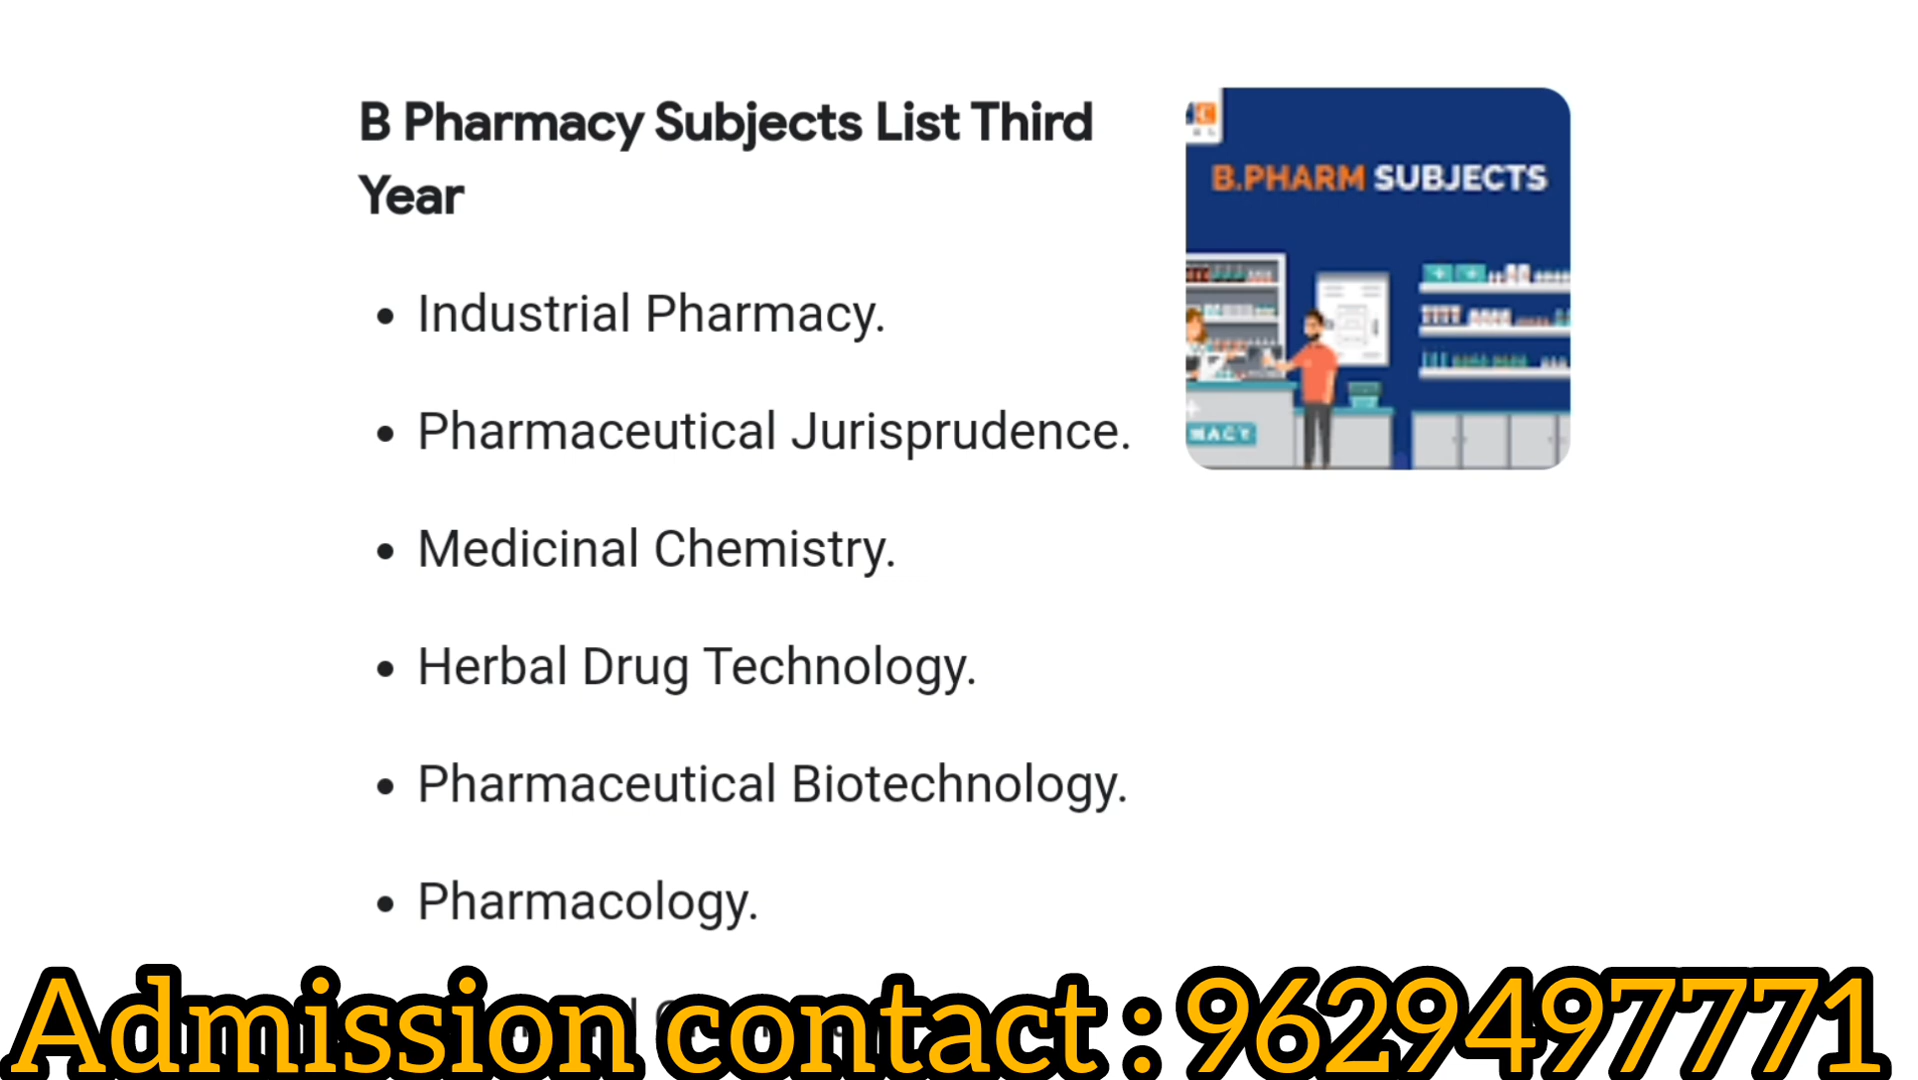 B Pharmacy Subjects List Third
Year
B.PHARM SUBJECTS
• Industrial Pharmacy.
• Pharmaceutical Jurisprudence.
MACY
• Medicinal Chemistry.
• Herbal Drug Technology.
• Pharmaceutical Biotechnology.
• Pharmacology.
Admission contact : 9629497771